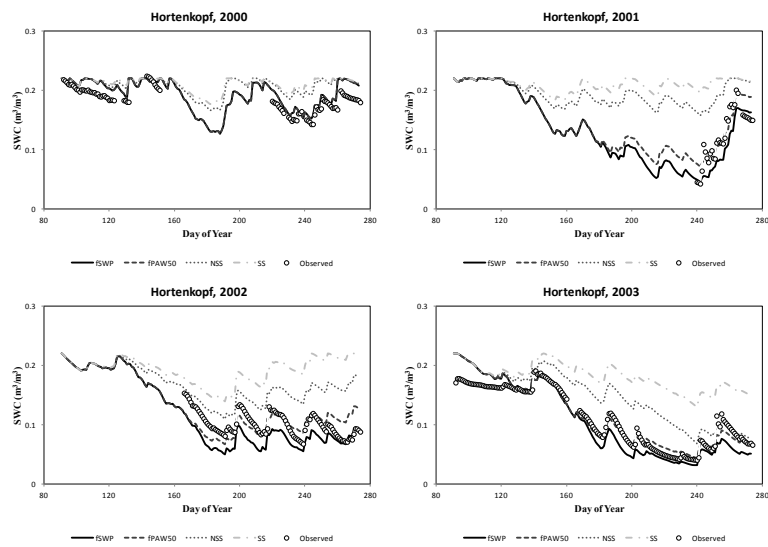 Hortenkopf, 2000
0.3
0.2
0.1
0
SWC (m³/m³)
80 120 160 200 240 280
Day of Year
fSWP fPAW50 NSS SS Observed
Hortenkopf, 2001
0.3
0.2
0.1
0
SWC (m³/m³)
80 120 160 200 240 280
Day of Year
fSWP fPAW50 NSS SS Observed
Hortenkopf, 2002
0.3
0.2
0.1
0
SWC (m³/m³)
80 120 160 200 240 280
Day of Year
fSWP fPAW50 NSS SS Observed
Hortenkopf, 2003
0.3
0.2
0.1
0
SWC (m³/m³)
80 120 160 200 240 280
Day of Year
fSWP fPAW50 NSS SS Observed